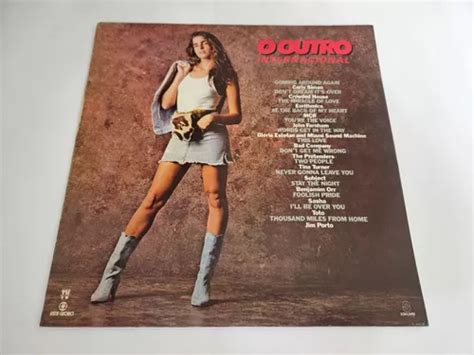 O OUTRO
INTERNACIONAL
COMING AROUND AGAIN
Carly Simon
DON'T DREAM IT'S OVER
Crowded House
THE MIRACLE OF LOVE
Eurithmics
AT THE BACK OF MY HEART
YOU'RE THE VOICE
John Farnham
WORDS GET IN THE WAY
Gloria Estefan and Miami Sound Machine
THIS LOVE
Bad Company
DON'T GET ME WRONG
The Pretenders
TWO PEOPLE
Tina Turner
NEVER GONNA LEAVE YOU
Subject
STAY THE NIGHT
Benjamin Orr
FOOLISH PRIDE
Sasha
I'LL BE OVER YOU
Toto
THOUSAND MILES FROM HOME
Jim Porto
REDE GLOBO